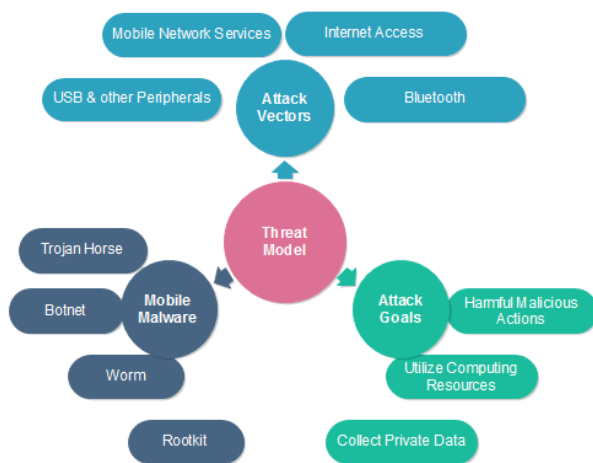 Mobile Network Services
Internet Access
USB & other Peripherals
Attack
Vectors
Bluetooth
Threat
Model
Trojan Horse
Botnet
Mobile
Malware
Worm
Rootkit
Attack
Goals
Harmful Malicious
Actions
Utilize Computing
Resources
Collect Private Data